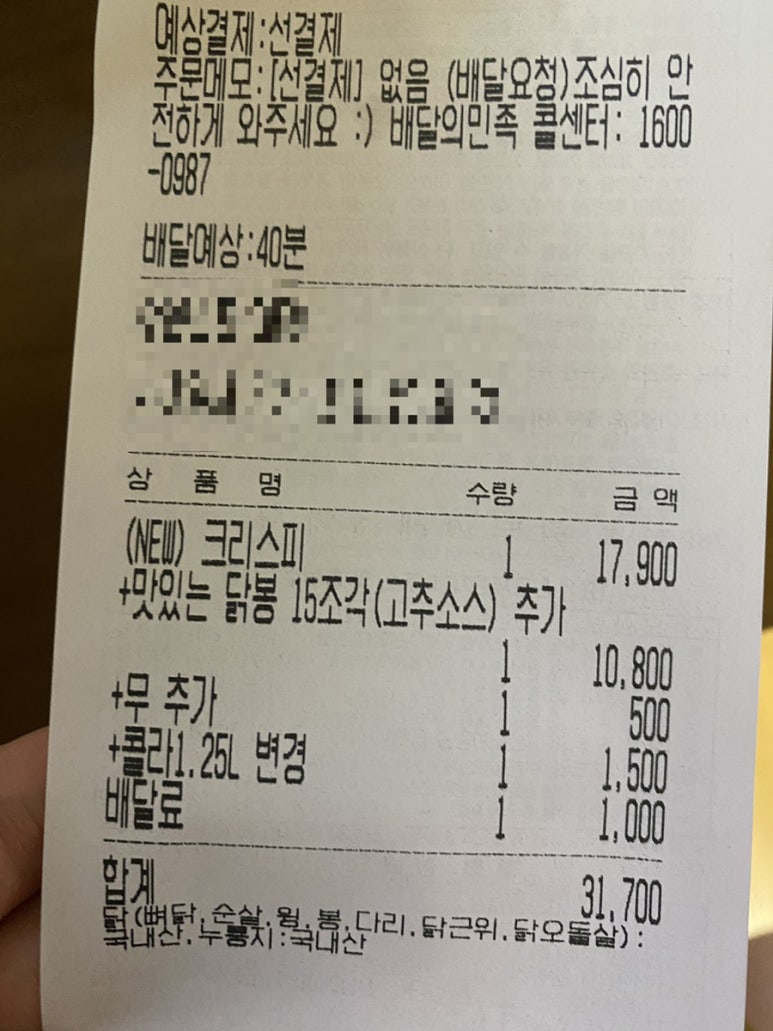 예상결제:선결제
주문메모:[선결제] 없음 (배달요청)조심히 안
전하게 와주세요 :) 배달의민족 콜센터: 1600
-0987
배달예상:40분
상 품 명 수량 금 액
(NEW) 크리스피 1 17,900
+맛있는 닭봉 15조각(고추소스) 추가
1 10,800
+무 추가 1 500
+콜라1.25L 변경 1 1,500
배달료 1 1,000
합계 31,700
닭(뼈닭.순살.윙.봉.다리.닭근위.닭오돌살):
국내산.누룽지:국내산